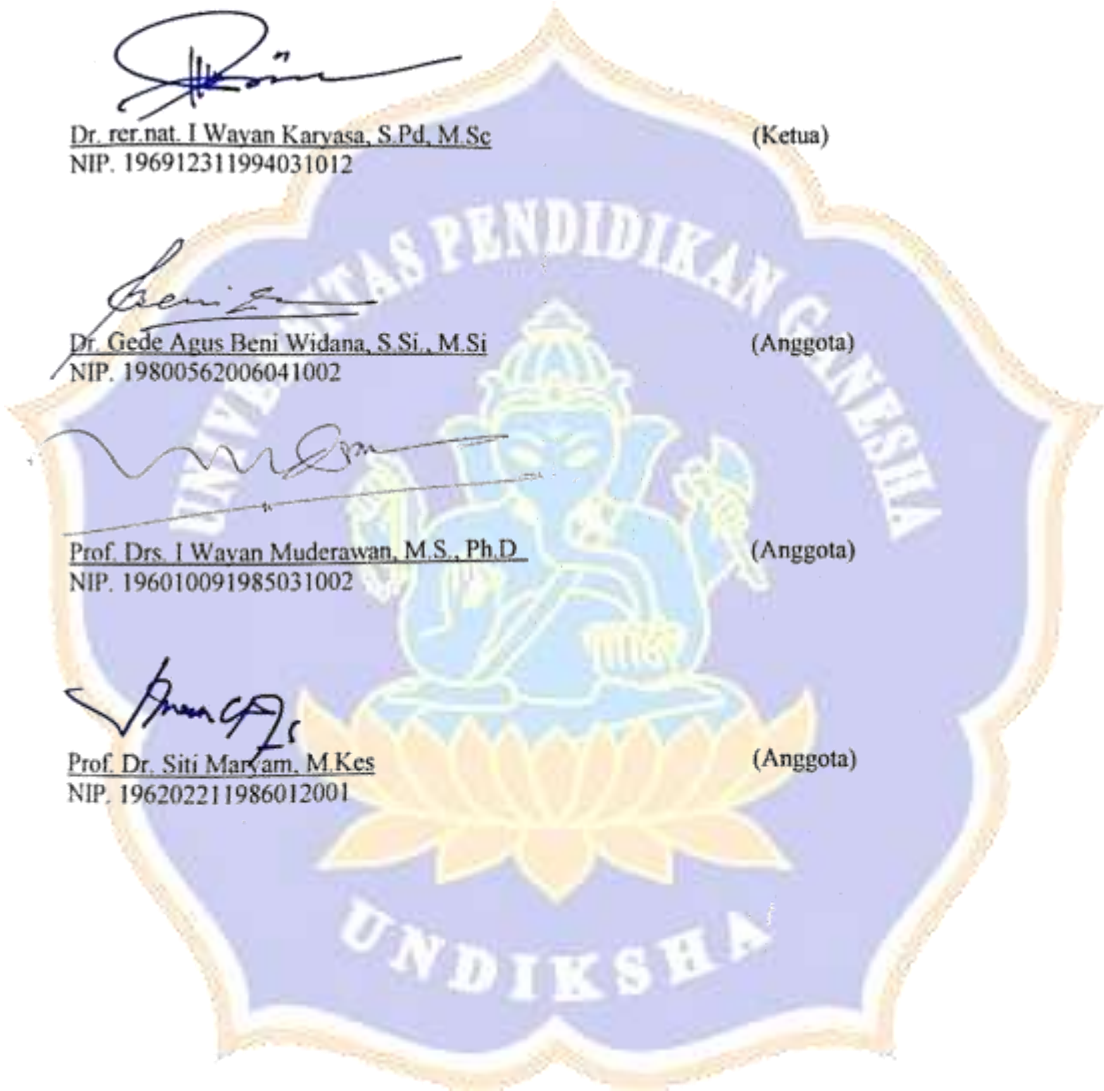 Dr. rer.nat. I Wayan Karyasa, S.Pd, M.Sc (Ketua)
NIP. 196912311994031012
UNIVERSITAS PENDIDIKAN GANESHA
Dr. Gede Agus Beni Widana, S.Si., M.Si (Anggota)
NIP. 19800562006041002
Prof. Drs. I Wayan Muderawan, M.S., Ph.D (Anggota)
NIP. 196010091985031002
Prof. Dr. Siti Maryam, M.Kes (Anggota)
NIP. 196202211986012001
UNDIKSHA